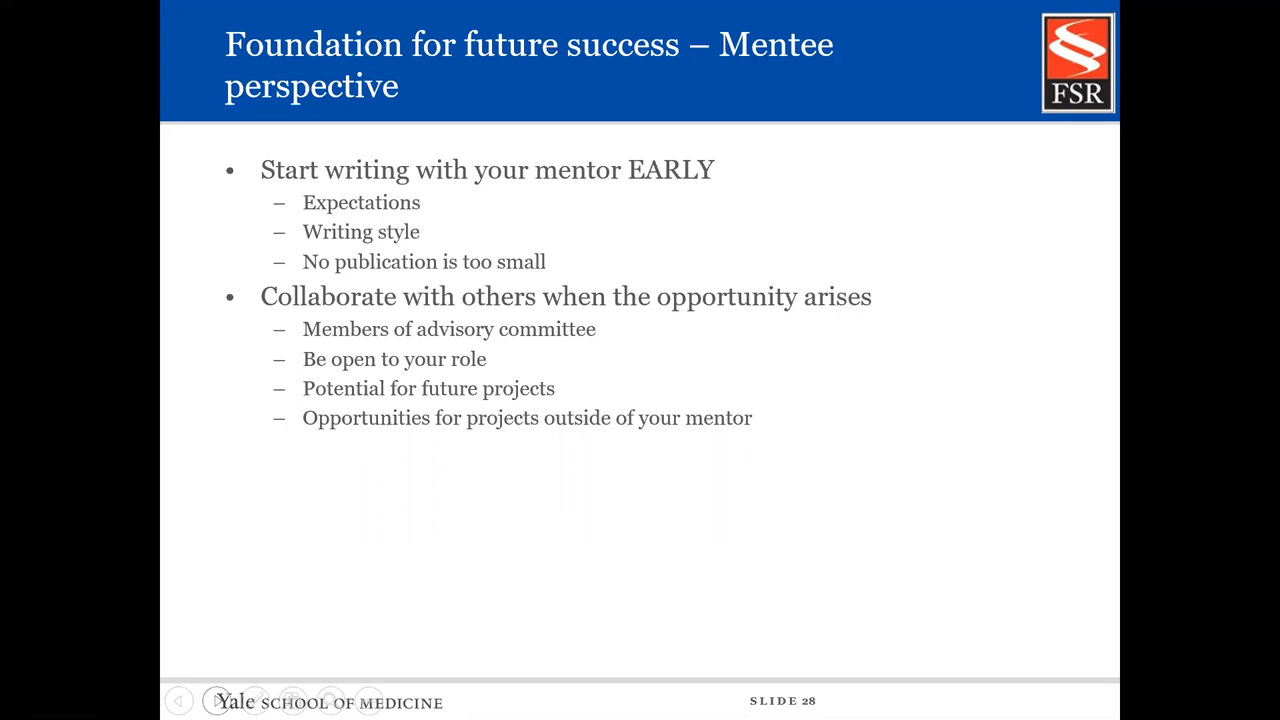 Foundation for future success – Mentee
perspective
FSR
• Start writing with your mentor EARLY
– Expectations
– Writing style
– No publication is too small
• Collaborate with others when the opportunity arises
– Members of advisory committee
– Be open to your role
– Potential for future projects
– Opportunities for projects outside of your mentor
Yale SCHOOL OF MEDICINE
SLIDE 28